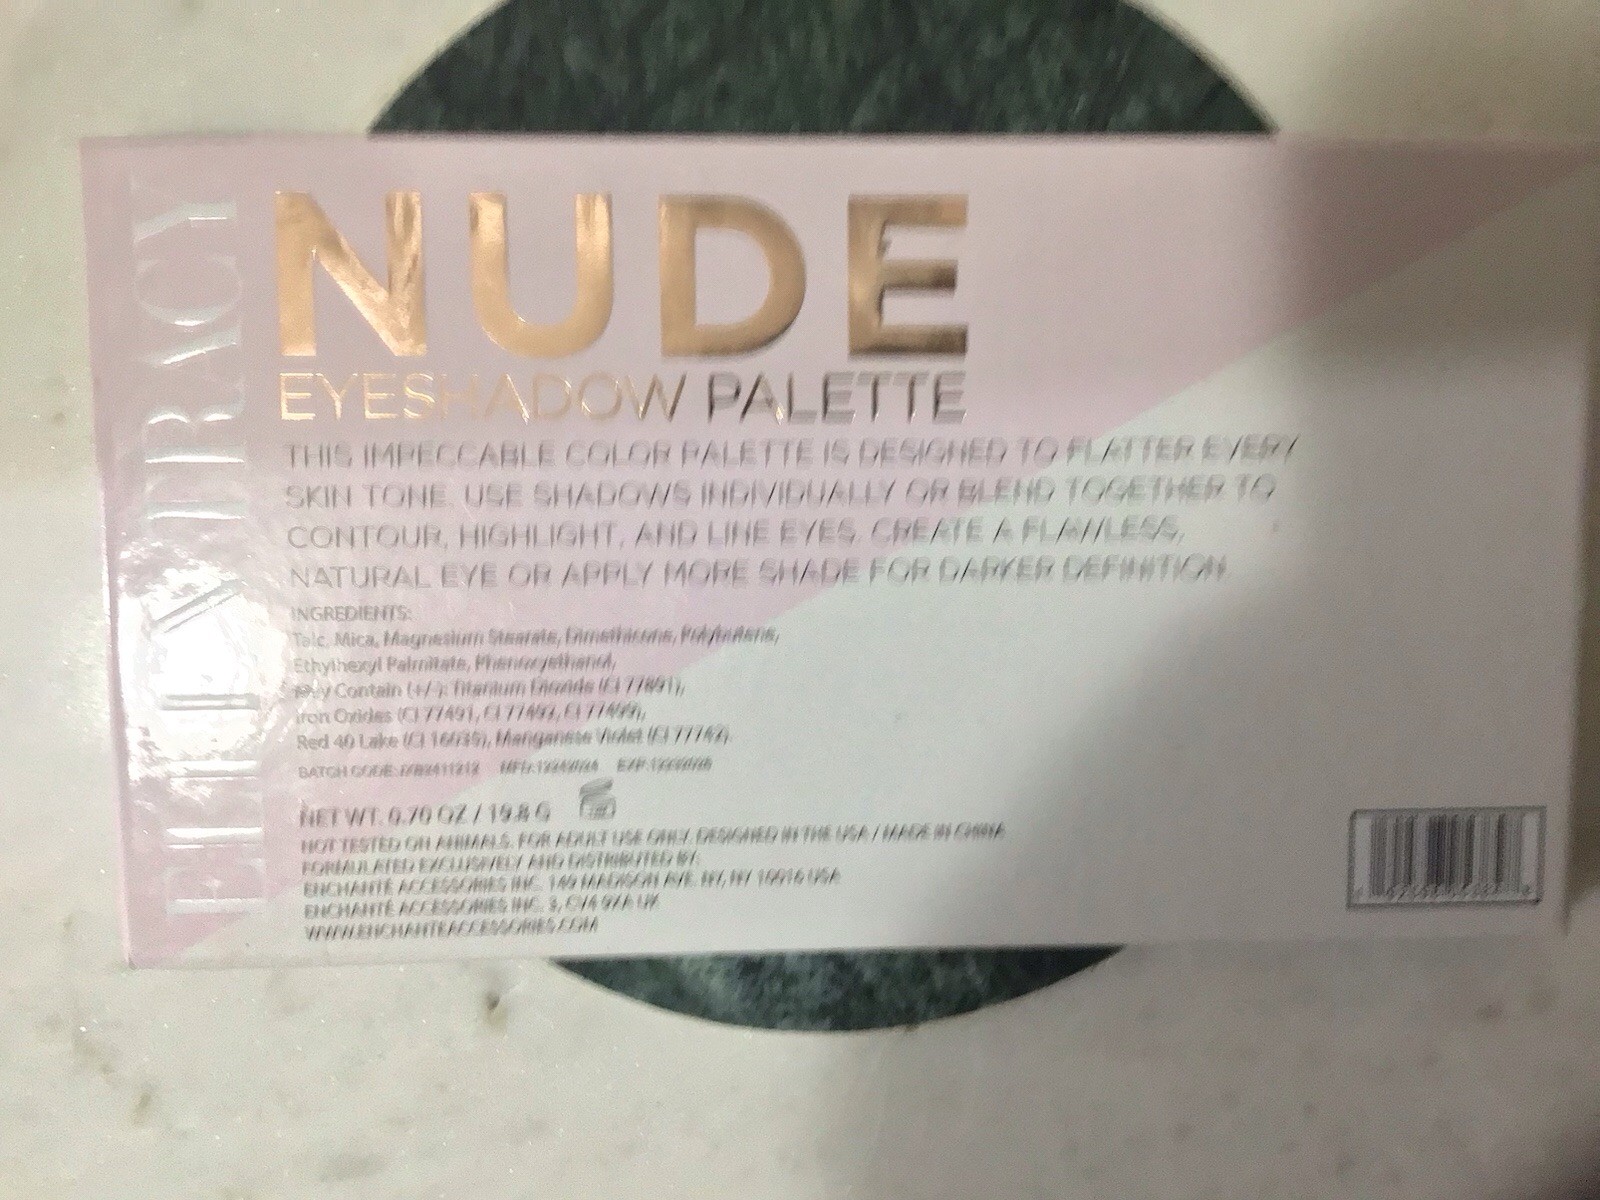 NUDE
EYESHADOW PALETTE
THIS IMPECCABLE COLOR PALETTE IS DESIGNED TO FLATTER EVERY
SKIN TONE. USE SHADOWS INDIVIDUALLY OR BLEND TOGETHER TO
CONTOUR, HIGHLIGHT, AND LINE EYES. CREATE A FLAWLESS,
NATURAL EYE OR APPLY MORE SHADE FOR DARKER DEFINITION.
INGREDIENTS:
Talc, Mica, Magnesium Stearate, Dimethicone, Polybutene,
Ethylhexyl Palmitate, Phenoxyethanol,
May Contain (+/-): Titanium Dioxide (CI 77891),
Iron Oxides (CI 77491, CI 77492, CI 77499),
Red 40 Lake (CI 16035), Manganese Violet (CI 77742).
BATCH CODE: MFG: EXP:
NET WT. 0.70 OZ / 19.8 G
NOT TESTED ON ANIMALS. FOR ADULT USE ONLY. DESIGNED IN THE USA / MADE IN CHINA
FORMULATED EXCLUSIVELY AND DISTRIBUTED BY:
ENCHANTÉ ACCESSORIES INC. 149 MADISON AVE. NY, NY 10016 USA
ENCHANTÉ ACCESSORIES INC. 3, CV4 9XA UK
WWW.ENCHANTEACCESSORIES.COM